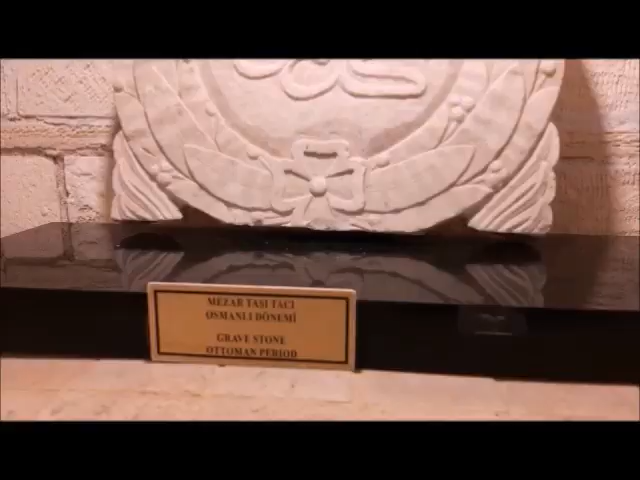 MEZAR TAŞI TACI
OSMANLI DÖNEMİ
GRAVE STONE
OTTOMAN PERIOD